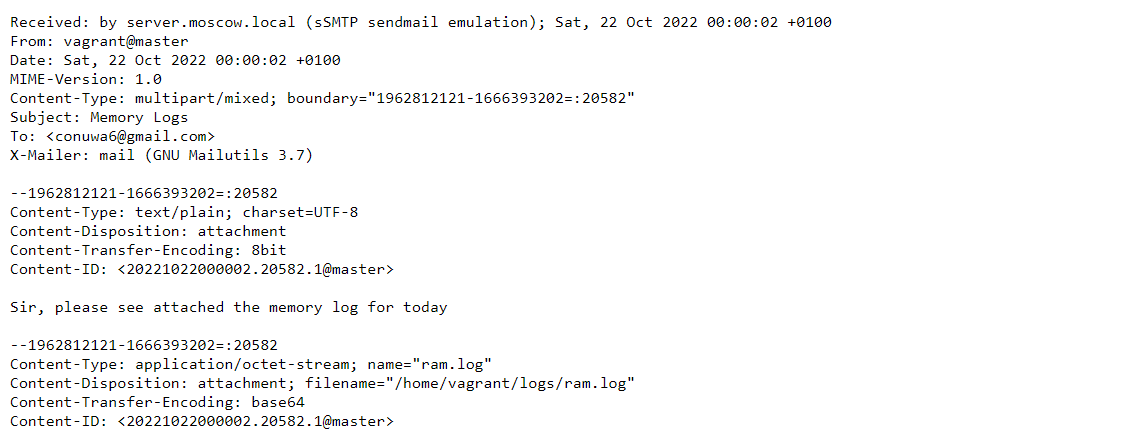 Received: by server.moscow.local (sSMTP sendmail emulation); Sat, 22 Oct 2022 00:00:02 +0100
From: vagrant@master
Date: Sat, 22 Oct 2022 00:00:02 +0100
MIME-Version: 1.0
Content-Type: multipart/mixed; boundary="1962812121-1666393202=:20582"
Subject: Memory Logs
To: <conuwa6@gmail.com>
X-Mailer: mail (GNU Mailutils 3.7)

--1962812121-1666393202=:20582
Content-Type: text/plain; charset=UTF-8
Content-Disposition: attachment
Content-Transfer-Encoding: 8bit
Content-ID: <20221022000002.20582.1@master>

Sir, please see attached the memory log for today

--1962812121-1666393202=:20582
Content-Type: application/octet-stream; name="ram.log"
Content-Disposition: attachment; filename="/home/vagrant/logs/ram.log"
Content-Transfer-Encoding: base64
Content-ID: <20221022000002.20582.1@master>